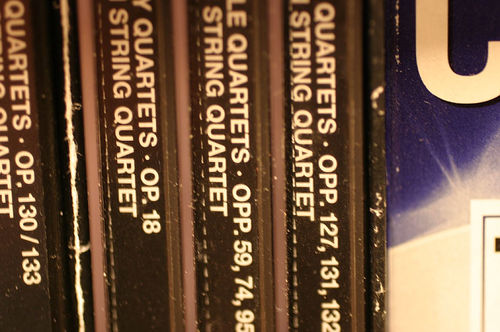 QUARTETS · OP. 130/133
STRING QUARTET
Y QUARTETS · OP. 18
STRING QUARTET
LE QUARTETS · OPP. 59, 74, 95
STRING QUARTET
QUARTETS · OPP. 127, 131, 132
STRING QUARTET
C